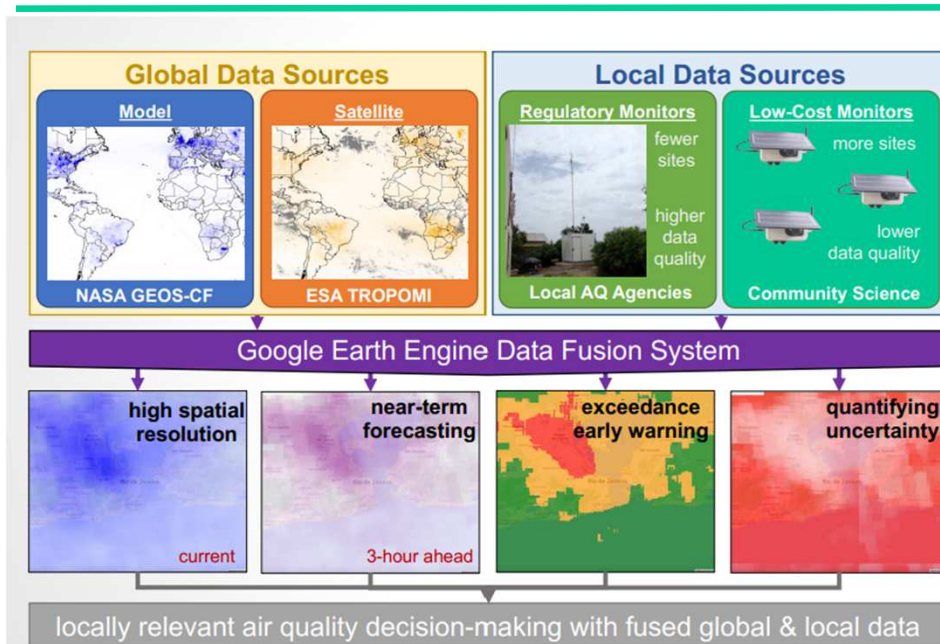 Global Data Sources
Local Data Sources
Model
NASA GEOS-CF
Satellite
ESA TROPOMI
Regulatory Monitors
fewer
sites
higher
data
quality
Local AQ Agencies
Low-Cost Monitors
more sites
lower
data quality
Community Science
Google Earth Engine Data Fusion System
high spatial
resolution
current
near-term
forecasting
3-hour ahead
exceedance
early warning
quantifying
uncertainty
locally relevant air quality decision-making with fused global & local data